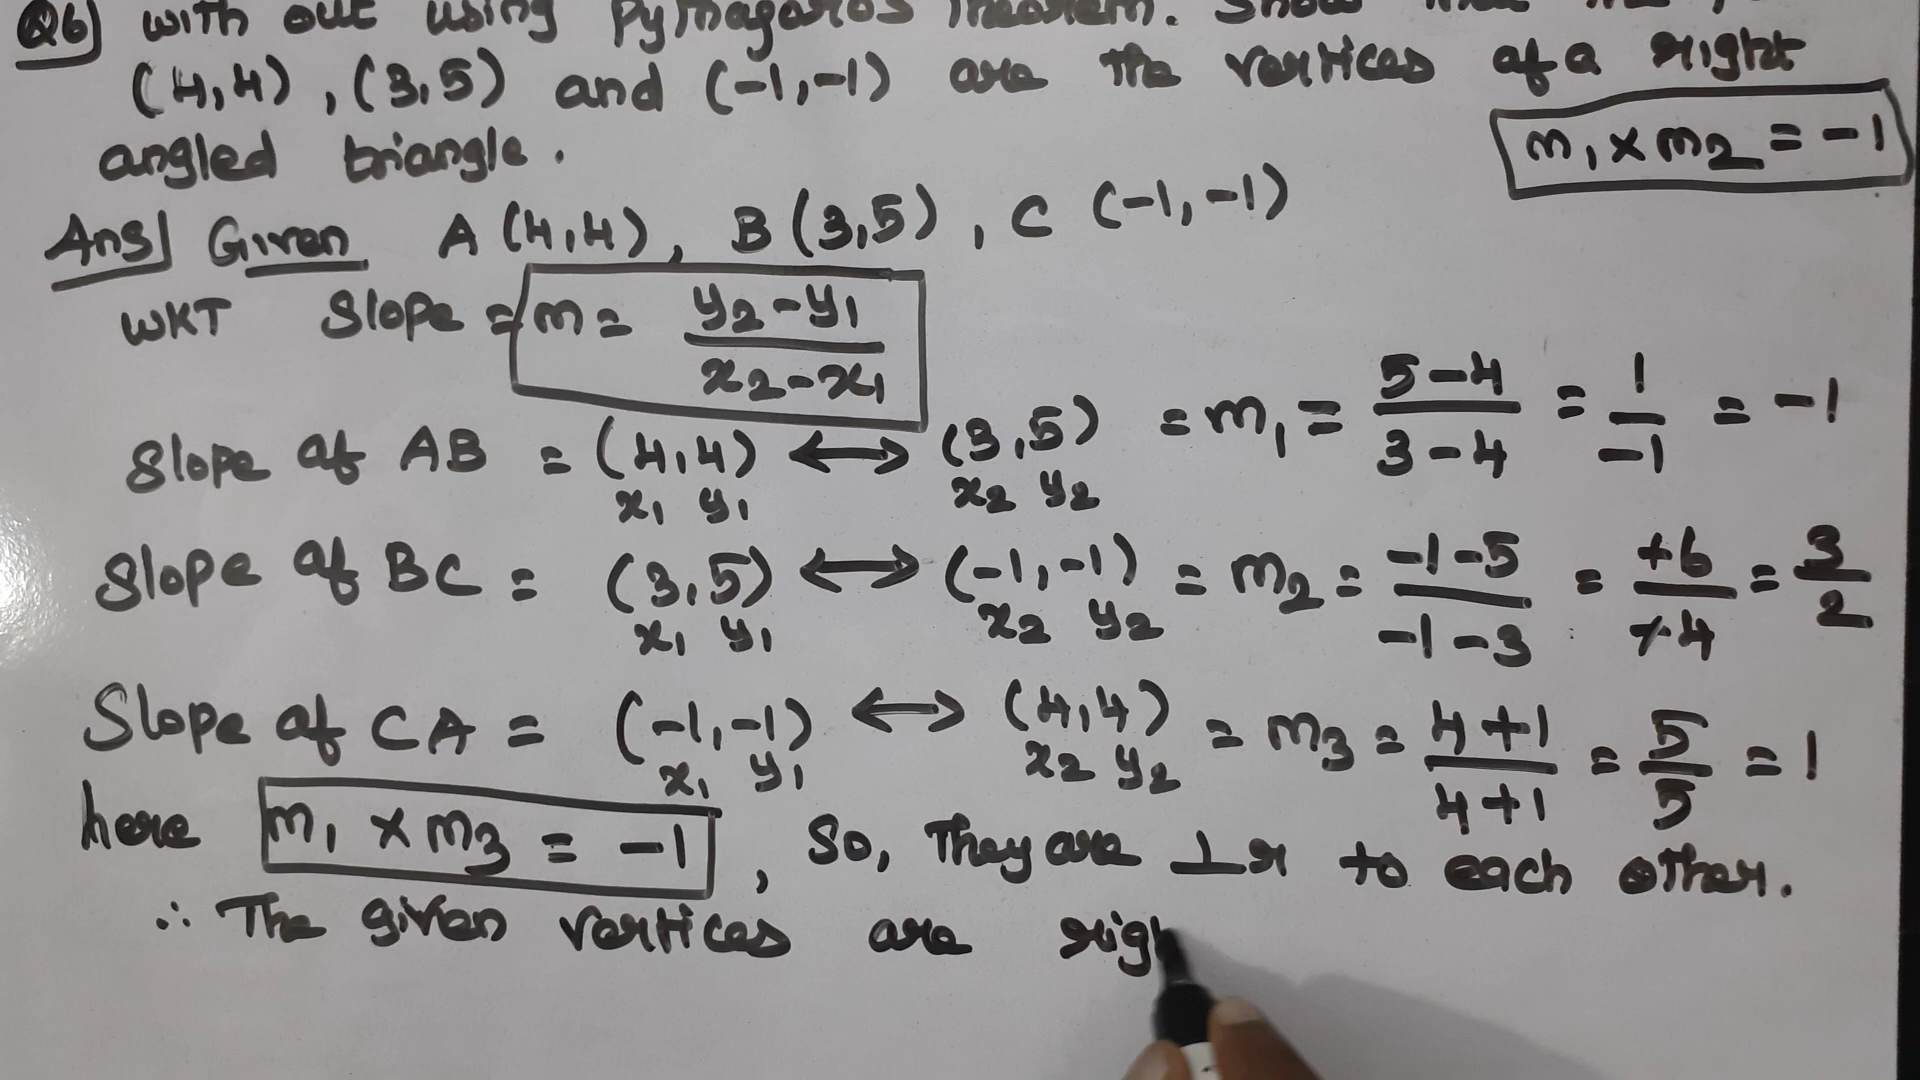 Q6) with out using Pythagaros Theorem. Show that the
(4,4), (3,5) and (-1,-1) are the vertices of a right
angled triangle.
m₁ × m₂ = -1
Ans) Given A (4,4), B (3,5), C (-1,-1)
WKT Slope = m = y₂-y₁ / x₂-x₁
Slope of AB = (4,4) ↔ (3,5) = m₁ = 5-4 / 3-4 = 1 / -1 = -1
x₁ y₁ x₂ y₂
Slope of BC = (3,5) ↔ (-1,-1) = m₂ = -1-5 / -1-3 = +6 / +4 = 3 / 2
x₁ y₁ x₂ y₂
Slope of CA = (-1,-1) ↔ (4,4) = m₃ = 4+1 / 4+1 = 5 / 5 = 1
x₁ y₁ x₂ y₂
here m₁ × m₃ = -1, So, They are ⊥r to each other.
∴ The given vertices are righ